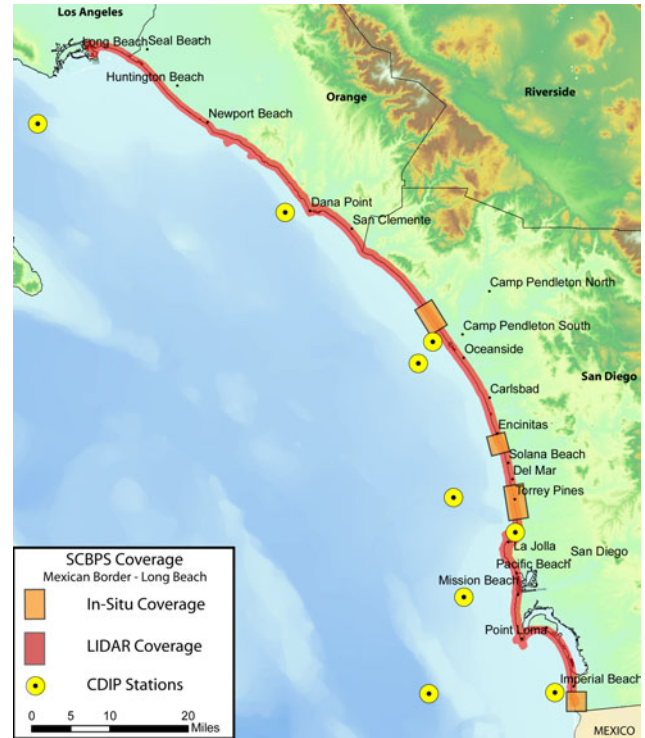 Los Angeles
Long Beach
Seal Beach
Huntington Beach
Riverside
Orange
Newport Beach
Dana Point
San Clemente
Camp Pendleton North
Camp Pendleton South
Oceanside
San Diego
Carlsbad
Encinitas
Solana Beach
Del Mar
Torrey Pines
La Jolla
San Diego
Pacific Beach
Mission Beach
Point Loma
Imperial Beach
MEXICO
SCBPS Coverage
Mexican Border - Long Beach
In-Situ Coverage
LIDAR Coverage
CDIP Stations
0 5 10 20
Miles